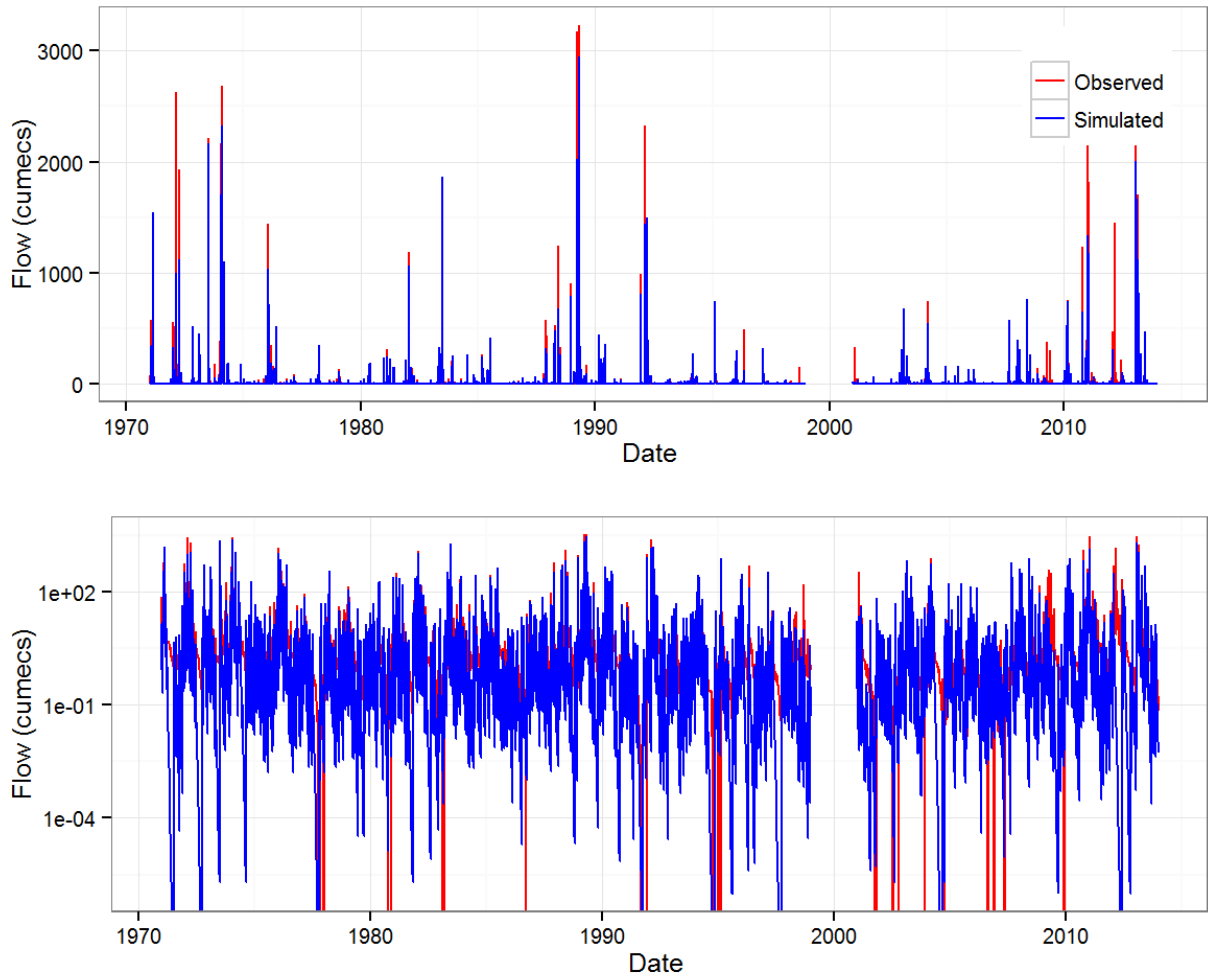 3000
2000
1000
0
Flow (cumecs)
Observed
Simulated
1970 1980 1990 2000 2010
Date
1e+02
1e-01
1e-04
Flow (cumecs)
1970 1980 1990 2000 2010
Date